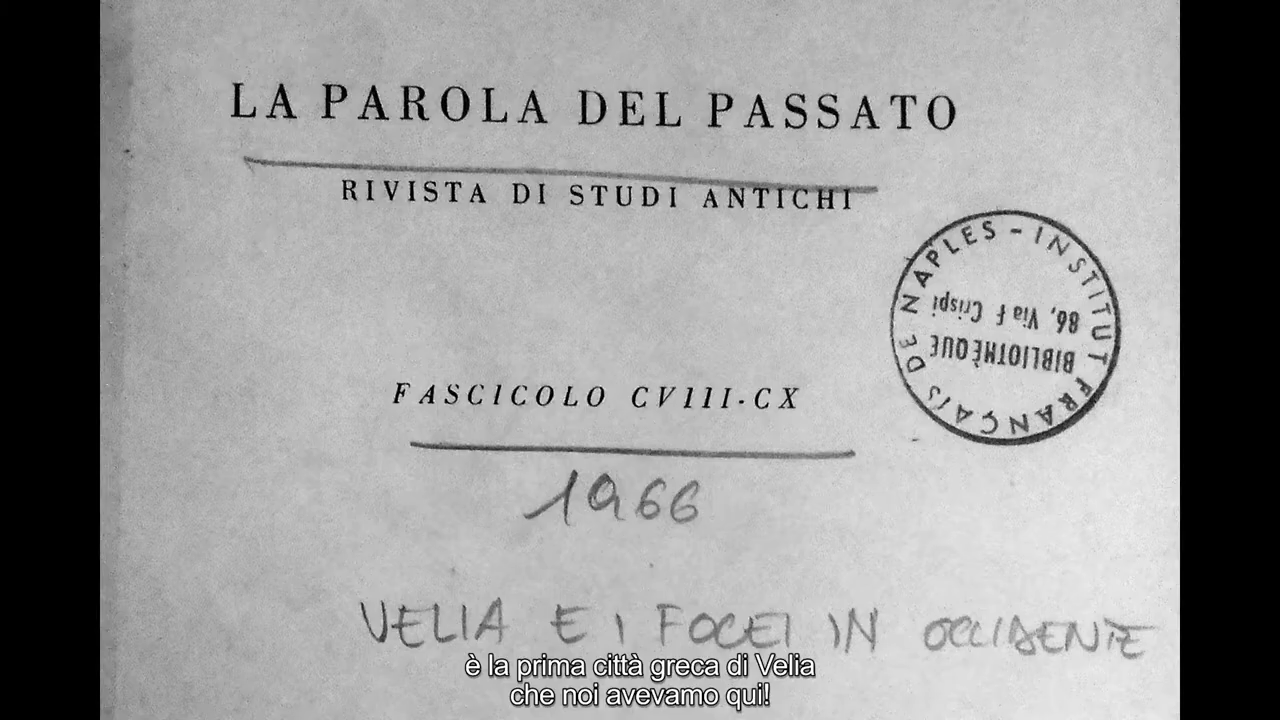 LA PAROLA DEL PASSATO
RIVISTA DI STUDI ANTICHI
NAPLES - INSTITUT FRANÇAIS DE
86, Via F Crispi
BIBLIOTHÈQUE
FASCICOLO CVIII-CX
1966
VELIA E I FOCEI IN OCCIDENTE
è la prima città greca di Velia
che noi avevamo qui!